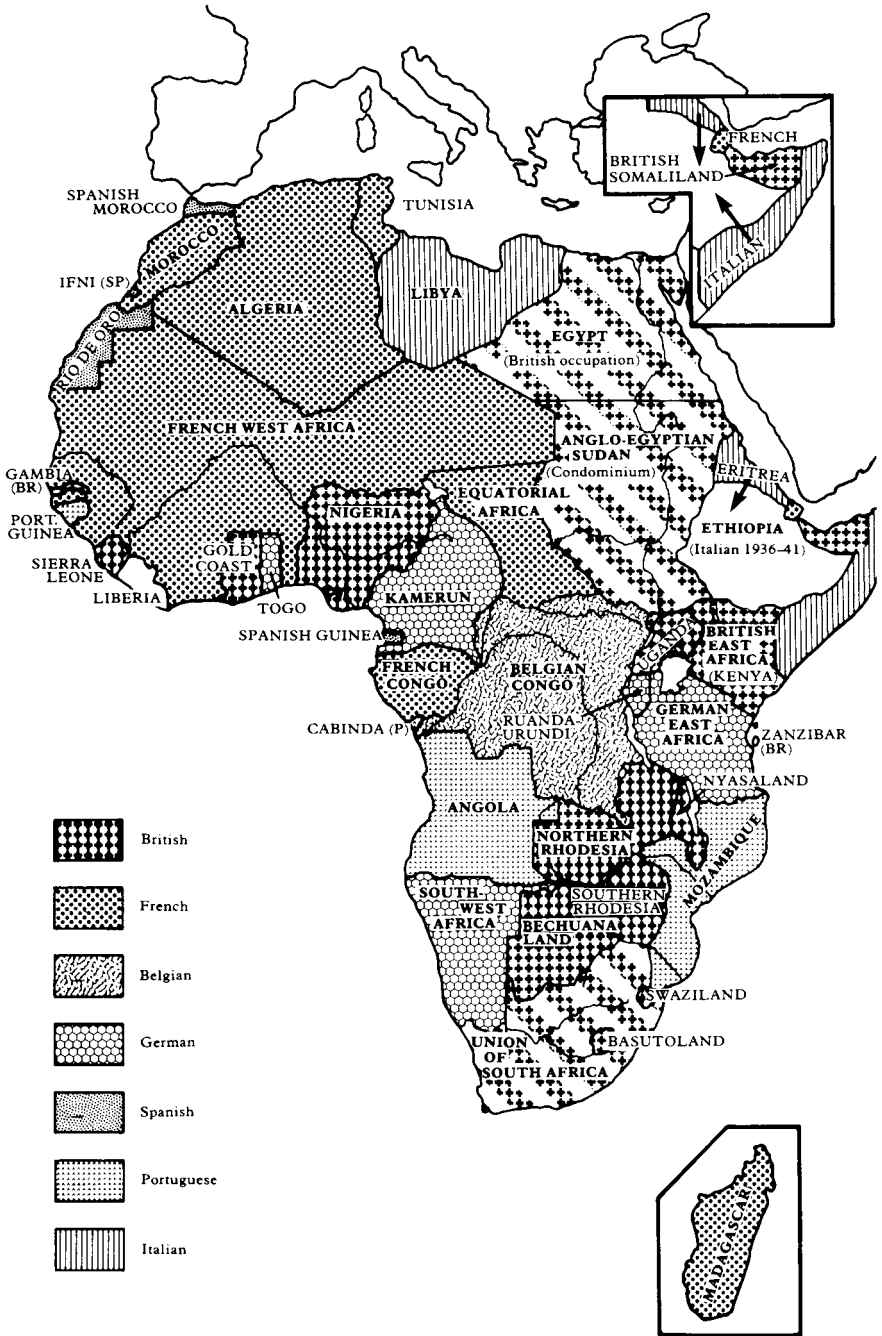 FRENCH
BRITISH
SOMALILAND
ITALIAN
SPANISH
MOROCCO
TUNISIA
MOROCCO
IFNI (SP)
ALGERIA
LIBYA
EGYPT
(British occupation)
RIO DE ORO
FRENCH WEST AFRICA
ANGLO-EGYPTIAN
SUDAN
(Condominium)
ERITREA
GAMBIA
(BR)
EQUATORIAL
AFRICA
NIGERIA
PORT.
GUINEA
ETHIOPIA
(Italian 1936–41)
GOLD
COAST
SIERRA
LEONE
LIBERIA
TOGO
KAMERUN
SPANISH GUINEA
UGANDA
BRITISH
EAST
AFRICA
(KENYA)
FRENCH
CONGO
BELGIAN
CONGO
RUANDA-
URUNDI
GERMAN
EAST
AFRICA
CABINDA (P)
ZANZIBAR
(BR)
NYASALAND
ANGOLA
NORTHERN
RHODESIA
MOZAMBIQUE
SOUTH-
WEST
AFRICA
SOUTHERN
RHODESIA
BECHUANA
LAND
SWAZILAND
UNION
OF
SOUTH AFRICA
BASUTOLAND
British
French
Belgian
German
Spanish
Portuguese
Italian
MADAGASCAR